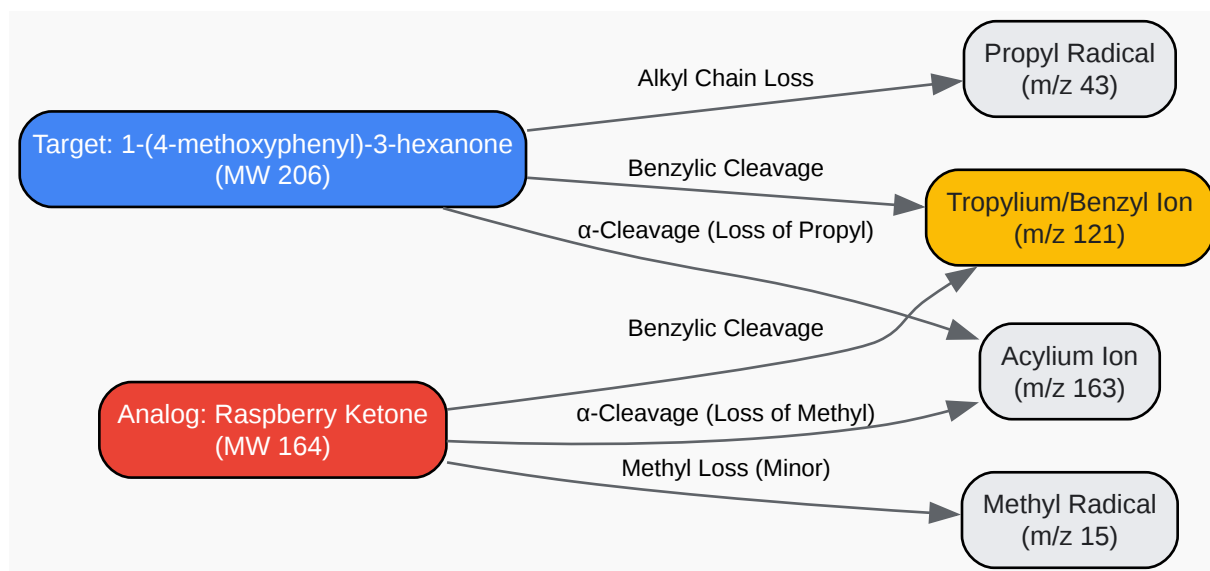 Propyl Radical
(m/z 43)
Alkyl Chain Loss
Target: 1-(4-methoxyphenyl)-3-hexanone
(MW 206)
Benzylic Cleavage
Tropylium/Benzyl Ion
(m/z 121)
α-Cleavage (Loss of Propyl)
Benzylic Cleavage
Acylium Ion
(m/z 163)
Analog: Raspberry Ketone
(MW 164)
α-Cleavage (Loss of Methyl)
Methyl Loss (Minor)
Methyl Radical
(m/z 15)